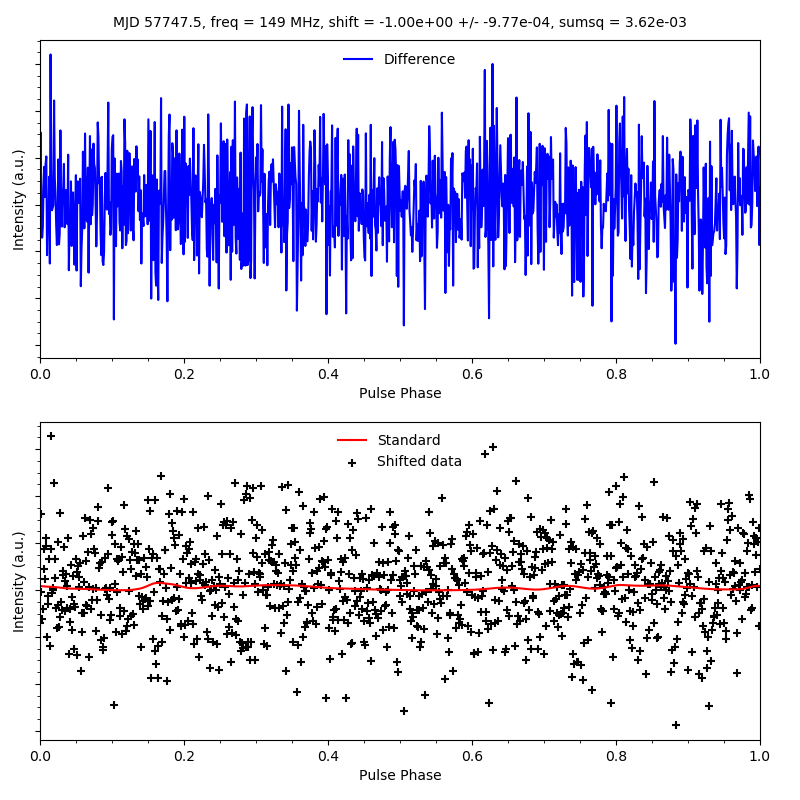 MJD 57747.5, freq = 149 MHz, shift = -1.00e+00 +/- -9.77e-04, sumsq = 3.62e-03
Difference
Intensity (a.u.)
0.0 0.2 0.4 0.6 0.8 1.0
Pulse Phase
Standard
Shifted data
Intensity (a.u.)
0.0 0.2 0.4 0.6 0.8 1.0
Pulse Phase